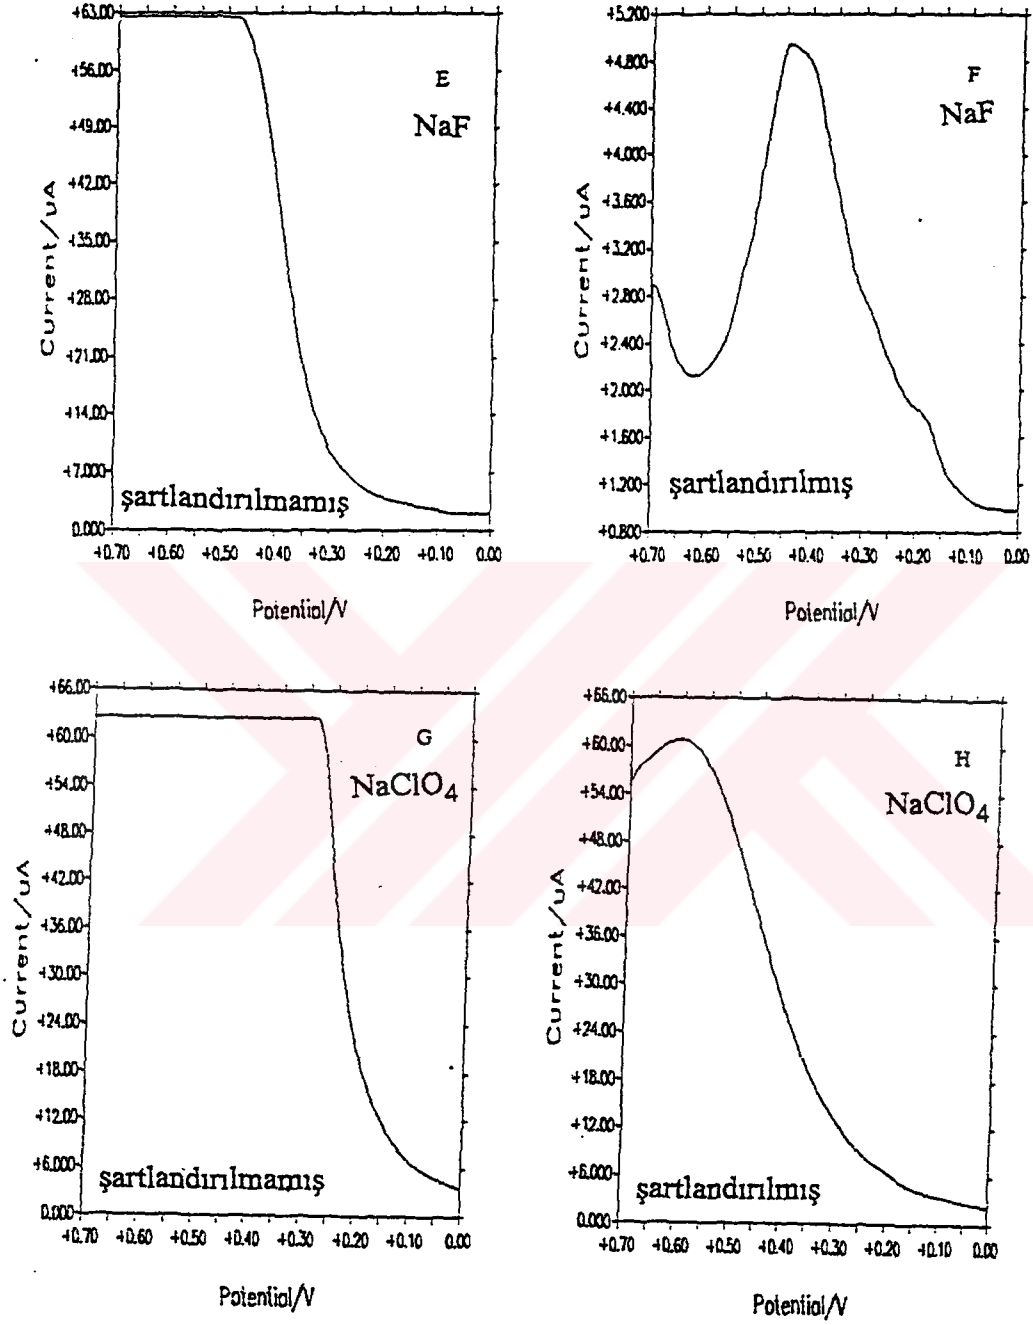 +63.00
+56.00
+49.00
+42.00
+35.00
+28.00
+21.00
+14.00
+7.000
0.000
Current/uA
E
NaF
şartlandırılmamış
+0.70 +0.60 +0.50 +0.40 +0.30 +0.20 +0.10 0.00
Potential/V
+5.200
+4.800
+4.400
+4.000
+3.600
+3.200
+2.800
+2.400
+2.000
+1.600
+1.200
+0.800
Current/uA
F
NaF
şartlandırılmış
+0.70 +0.60 +0.50 +0.40 +0.30 +0.20 +0.10 0.00
Potential/V
+66.00
+60.00
+54.00
+48.00
+42.00
+36.00
+30.00
+24.00
+18.00
+12.00
+6.000
0.000
Current/uA
G
NaClO4
şartlandırılmamış
+0.70 +0.60 +0.50 +0.40 +0.30 +0.20 +0.10 0.00
Potential/V
+66.00
+60.00
+54.00
+48.00
+42.00
+36.00
+30.00
+24.00
+18.00
+12.00
+6.000
0.000
Current/uA
H
NaClO4
şartlandırılmış
+0.70 +0.60 +0.50 +0.40 +0.30 +0.20 +0.10 0.00
Potential/V